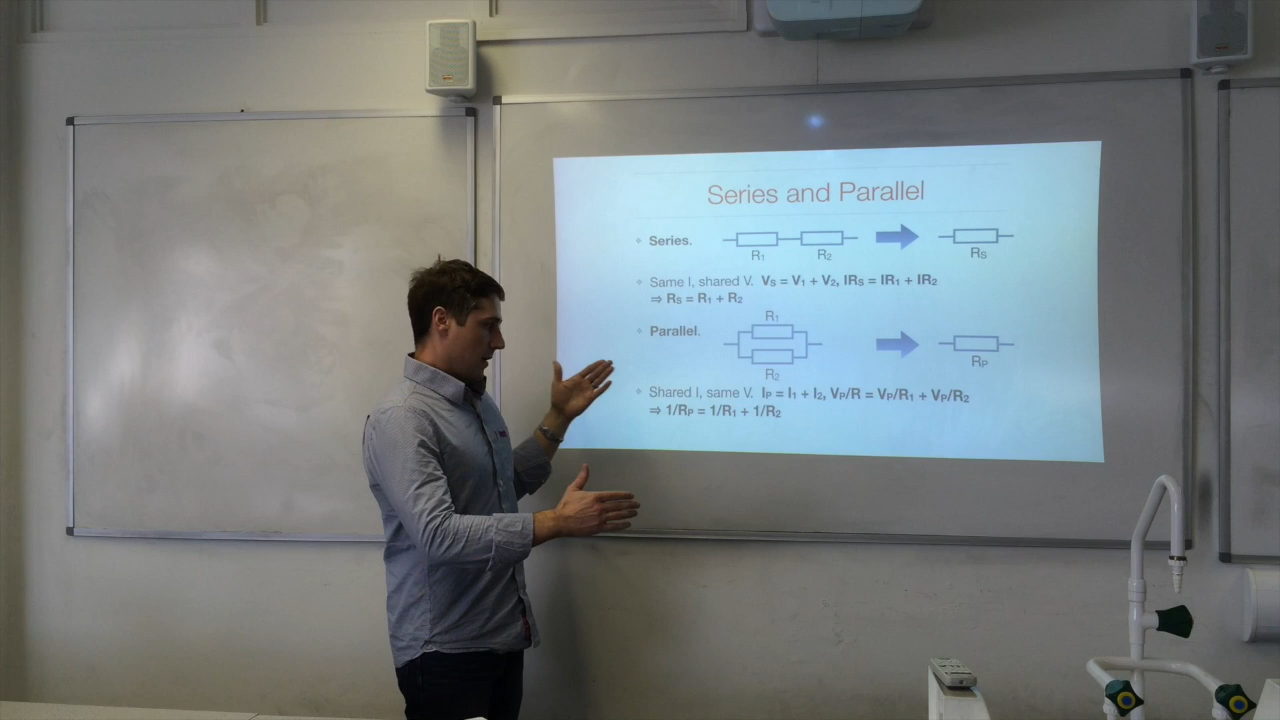 Series and Parallel
Series.
R₁ R₂ Rs
Same I, shared V. Vs = V₁ + V₂, IRs = IR₁ + IR₂
⇒ Rs = R₁ + R₂
R₁
Parallel.
R₂ RP
Shared I, same V. IP = I₁ + I₂, VP/R = VP/R₁ + VP/R₂
⇒ 1/RP = 1/R₁ + 1/R₂